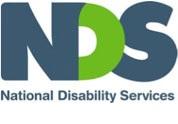 NDS
National Disability Services